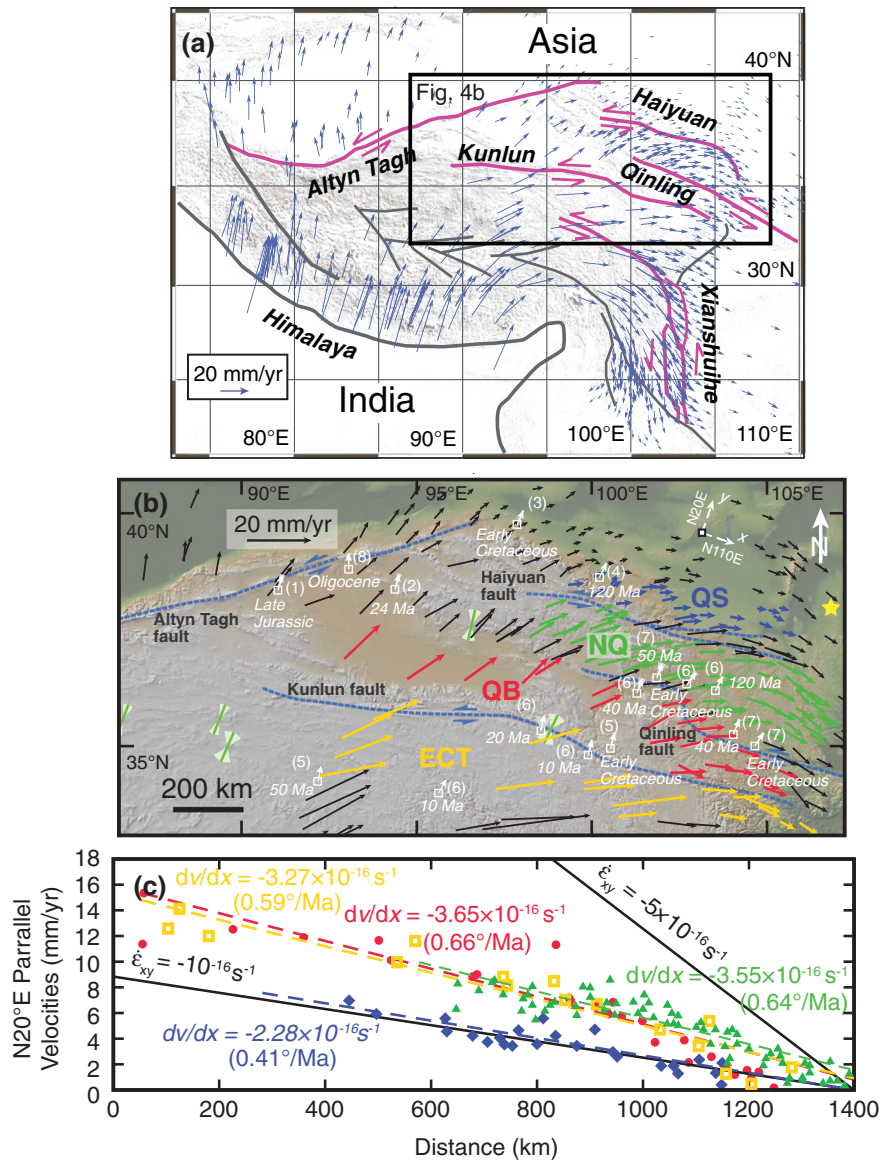 (a)
Asia
40°N
Fig. 4b
Haiyuan
Altyn Tagh
Kunlun
Qinling
30°N
Himalaya
Xianshuihe
20 mm/yr
India
80°E
90°E
100°E
110°E
(b)
90°E
95°E
100°E
105°E
40°N
20 mm/yr
(3)
Early
Cretaceous
N20E
y
x
N110E
N
(1)
Late
Jurassic
(8)
Oligocene
(2)
24 Ma
Haiyuan
fault
(4)
120 Ma
QS
Altyn Tagh
fault
NQ
(7)
50 Ma
(6)
120 Ma
(6)
(6)
40 Ma
Early
Cretaceous
QB
Kunlun fault
(6)
20 Ma
(5)
Early
Cretaceous
Qinling
fault
(7)
40 Ma
(7)
Early
Cretaceous
35°N
ECT
(5)
50 Ma
(6)
10 Ma
(6)
10 Ma
200 km
(c)
N20°E Parrallel
Velocities (mm/yr)
18
16
14
12
10
8
6
4
2
0
dv/dx = -3.27×10-16 s-1
(0.59°/Ma)
dv/dx = -3.65×10-16 s-1
(0.66°/Ma)
ε̇xy = -5×10-16 s-1
ε̇xy = -10-16 s-1
dv/dx = -3.55×10-16 s-1
(0.64°/Ma)
dv/dx = -2.28×10-16 s-1
(0.41°/Ma)
0
200
400
600
800
1000
1200
1400
Distance (km)